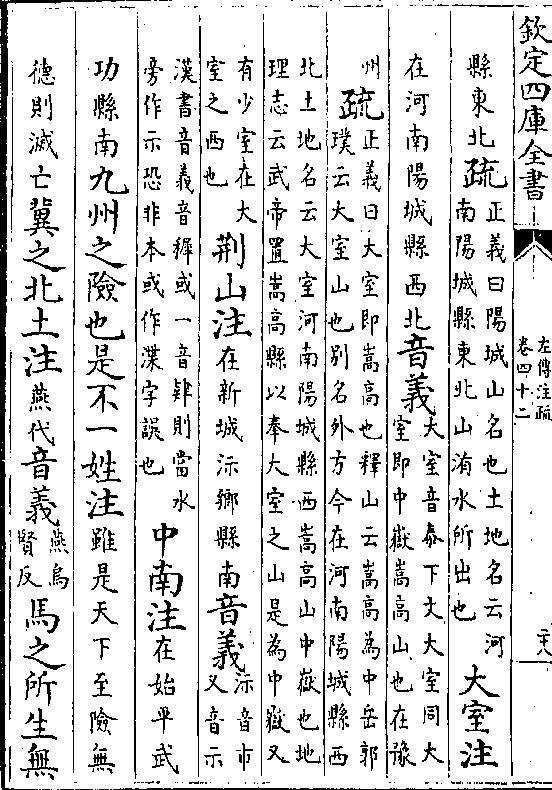 欽定四庫全書
左傳注疏
卷四十二
二十八
縣東北疏
正義曰陽城山名也土地名云河
南陽城縣東北山洧水所出也
大室注
在河南陽城縣西北音義
大室音泰下文大室同大
室即中嶽嵩高山也在豫
州疏
正義曰大室即嵩高也釋山云嵩高為中岳郭
璞云大室山也別名外方今在河南陽城縣西
北土地名云大室河南陽城縣西嵩高山中嶽也地
理志云武帝置嵩高縣以奉大室之山是為中嶽又
有少室在大
室之西也
荆山注在新城沶鄉縣南音義
沶音市
又音示
漢書音義音穉或一音肄則當水
旁作示恐非本或作漾字誤也
中南注在始平武
功縣南九州之險也是不一姓注雖是天下至險無
德則滅亡冀之北土注燕代音義
燕烏
賢反
馬之所生無